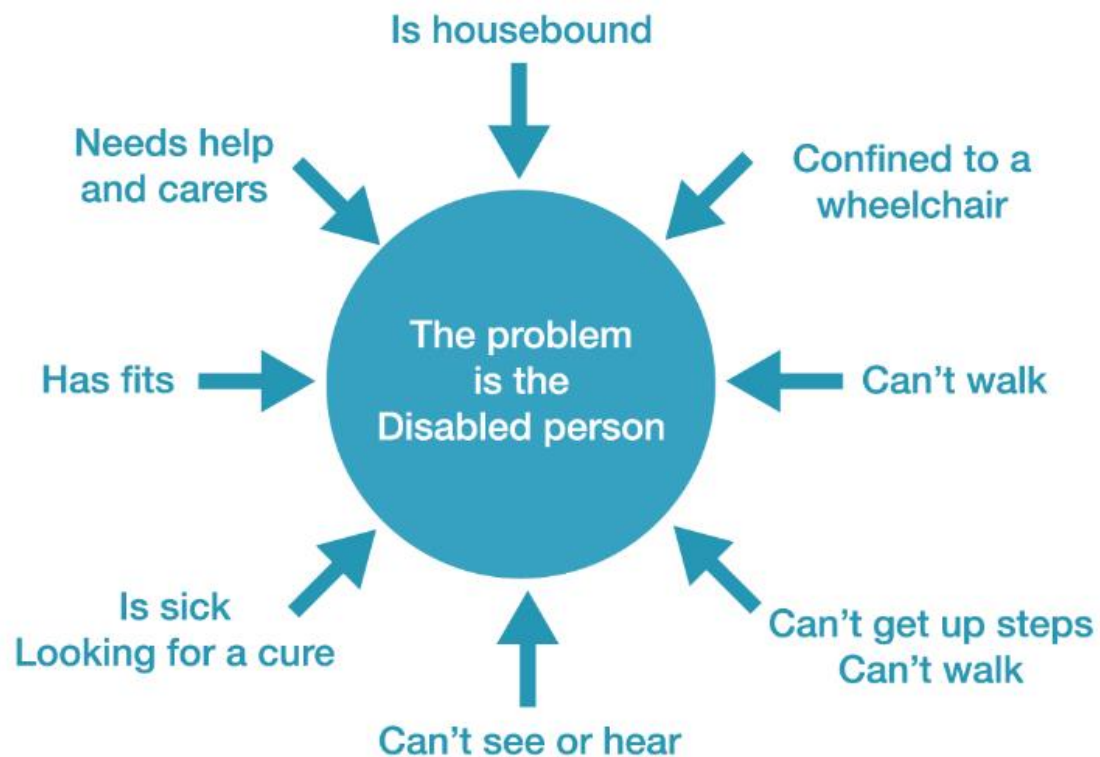 Is housebound
Needs help
and carers
Confined to a
wheelchair
The problem
is the
Disabled person
Has fits
Can't walk
Is sick
Looking for a cure
Can't get up steps
Can't walk
Can't see or hear